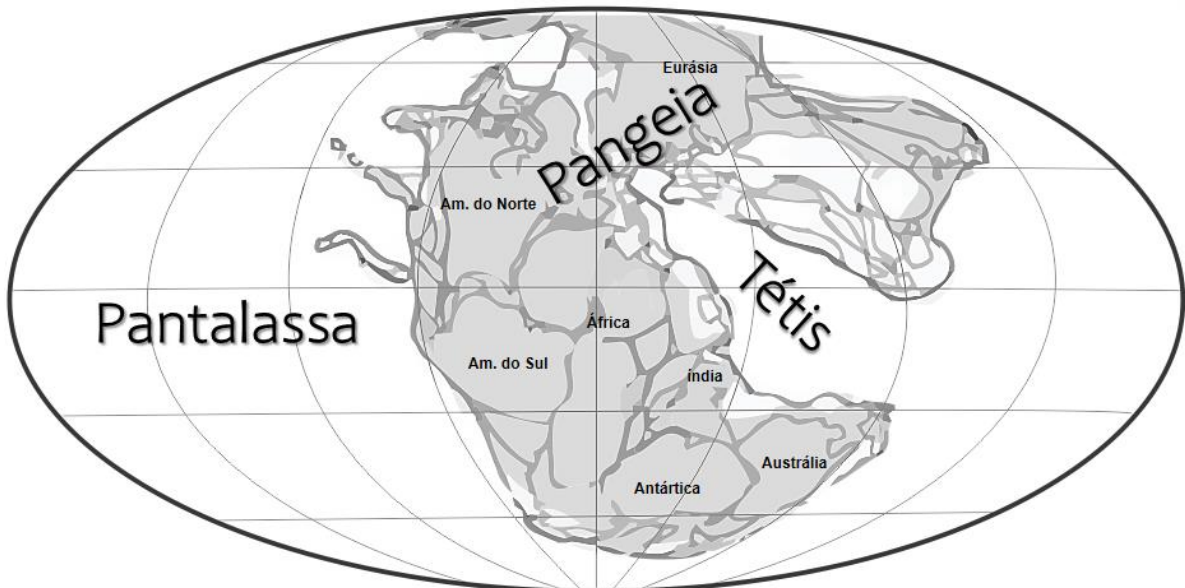 Eurásia
Pangeia
Am. do Norte
Tétis
Pantalassa
África
Am. do Sul
índia
Austrália
Antártica